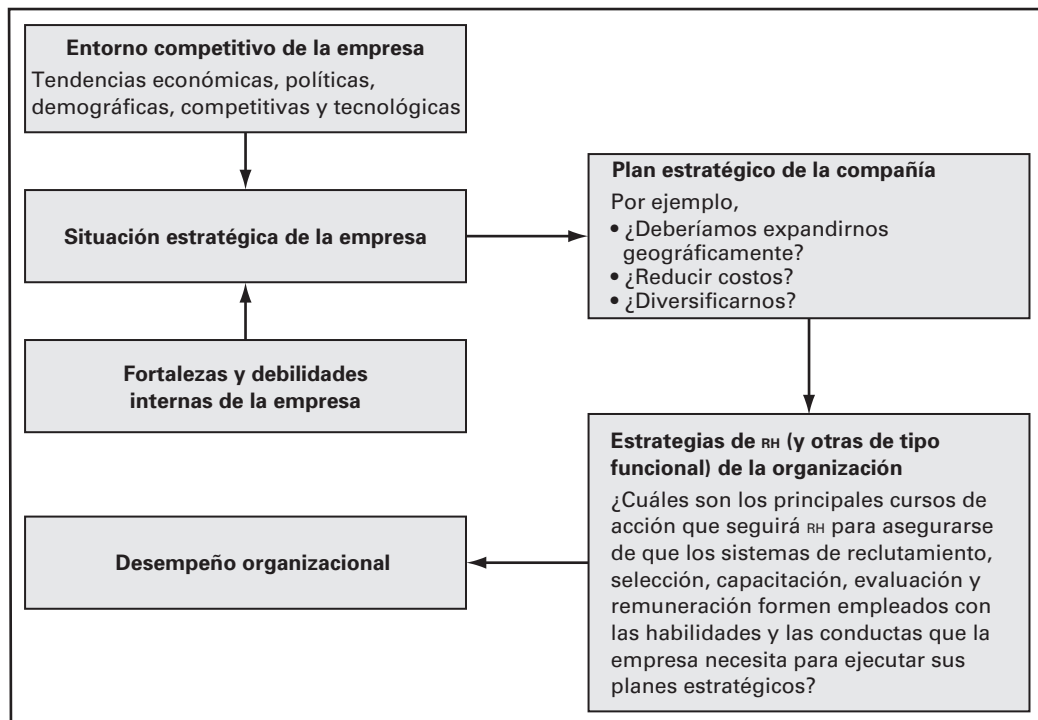 Entorno competitivo de la empresa
Tendencias económicas, políticas,
demográficas, competitivas y tecnológicas
Situación estratégica de la empresa
Fortalezas y debilidades
internas de la empresa
Plan estratégico de la compañía
Por ejemplo,
• ¿Deberíamos expandirnos
geográficamente?
• ¿Reducir costos?
• ¿Diversificarnos?
Estrategias de RH (y otras de tipo
funcional) de la organización
¿Cuáles son los principales cursos de
acción que seguirá RH para asegurarse
de que los sistemas de reclutamiento,
selección, capacitación, evaluación y
remuneración formen empleados con
las habilidades y las conductas que la
empresa necesita para ejecutar sus
planes estratégicos?
Desempeño organizacional